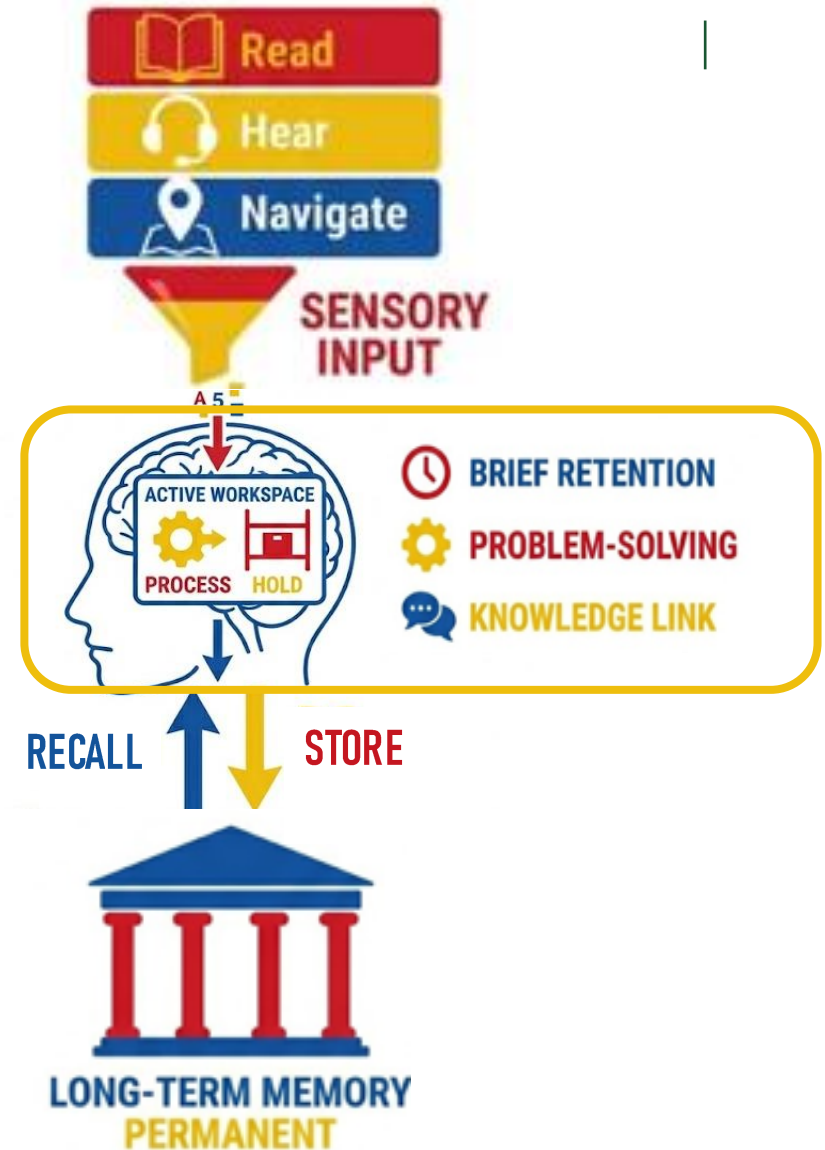 Read
Hear
Navigate
SENSORY
INPUT
A 5
ACTIVE WORKSPACE
PROCESS HOLD
BRIEF RETENTION
PROBLEM-SOLVING
KNOWLEDGE LINK
RECALL
STORE
LONG-TERM MEMORY
PERMANENT